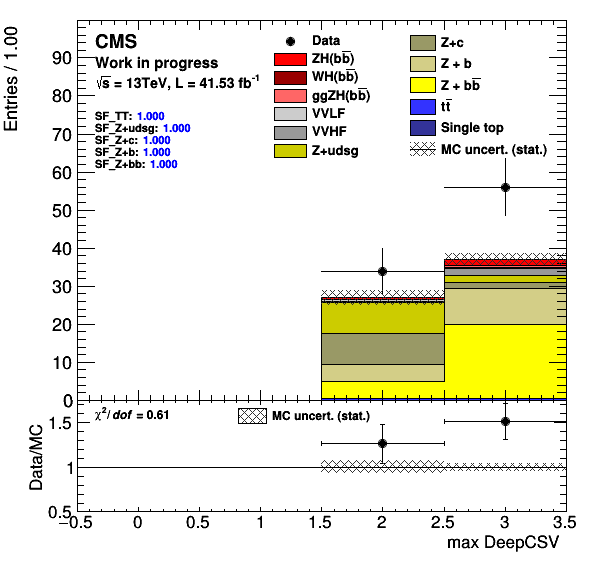 CMS
Work in progress
√s = 13TeV, L = 41.53 fb⁻¹
SF_TT: 1.000
SF_Z+udsg: 1.000
SF_Z+c: 1.000
SF_Z+b: 1.000
SF_Z+bb: 1.000
Data
ZH(bb̅)
WH(bb̅)
ggZH(bb̅)
VVLF
VVHF
Z+udsg
Z+c
Z + b
Z + bb̅
tt̅
Single top
MC uncert. (stat.)
Entries / 1.00
90
80
70
60
50
40
30
20
10
0
χ²/dof = 0.61
MC uncert. (stat.)
Data/MC
1.5
1
0.5
−0.5 0 0.5 1 1.5 2 2.5 3 3.5
max DeepCSV